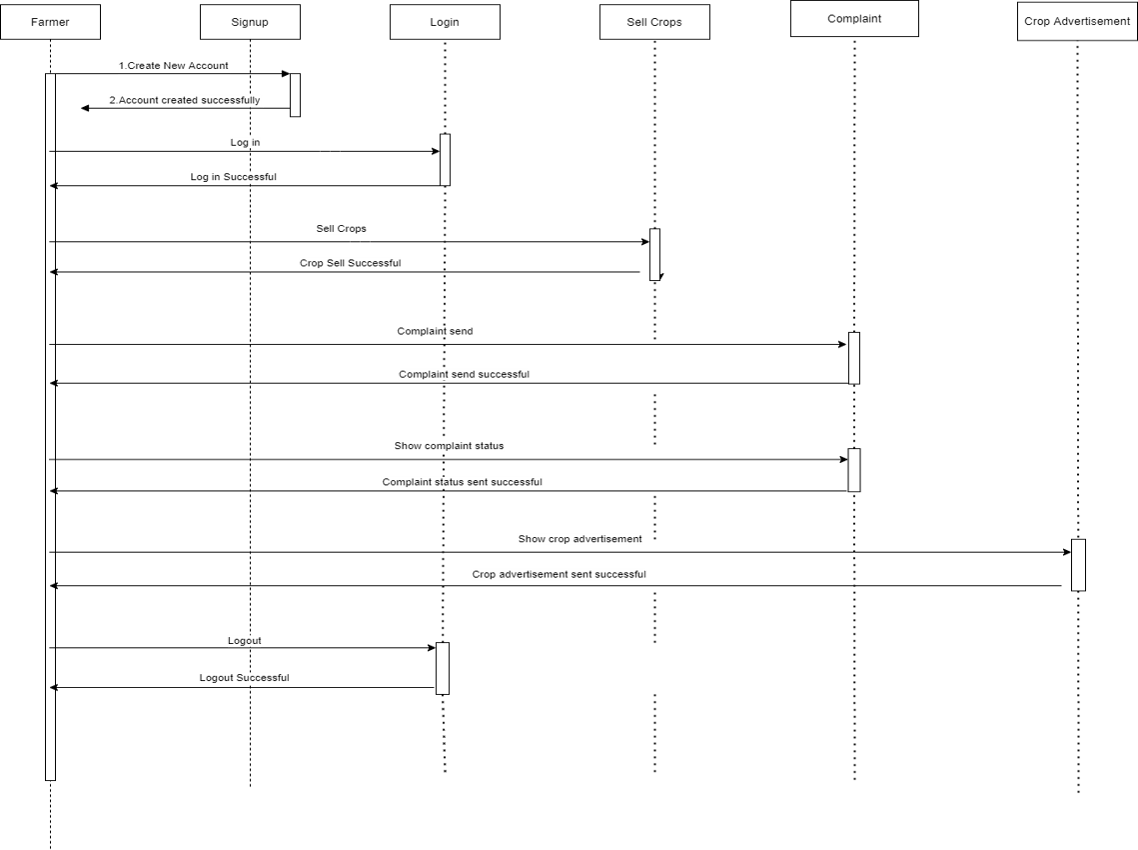 Farmer
Signup
Login
Sell Crops
Complaint
Crop Advertisement
1.Create New Account
2.Account created successfully
Log in
Log in Successful
Sell Crops
Crop Sell Successful
Complaint send
Complaint send successful
Show complaint status
Complaint status sent successful
Show crop advertisement
Crop advertisement sent successful
Logout
Logout Successful